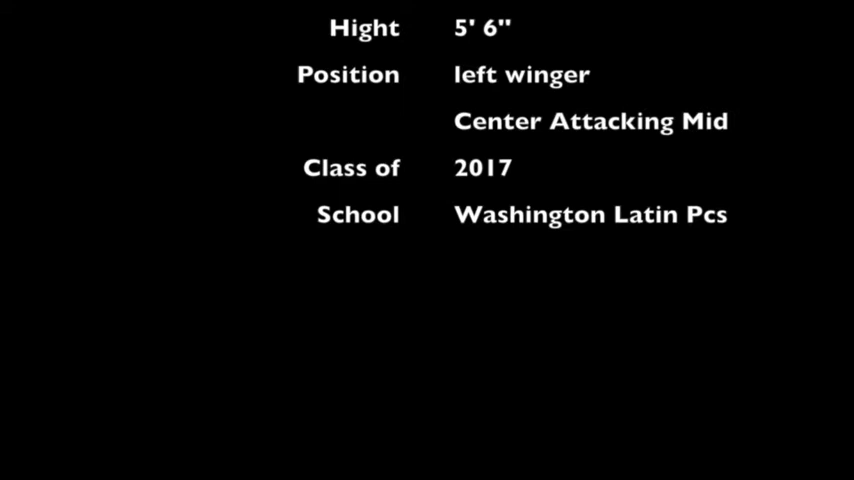 Hight 5' 6"
Position left winger
Center Attacking Mid
Class of 2017
School Washington Latin Pcs